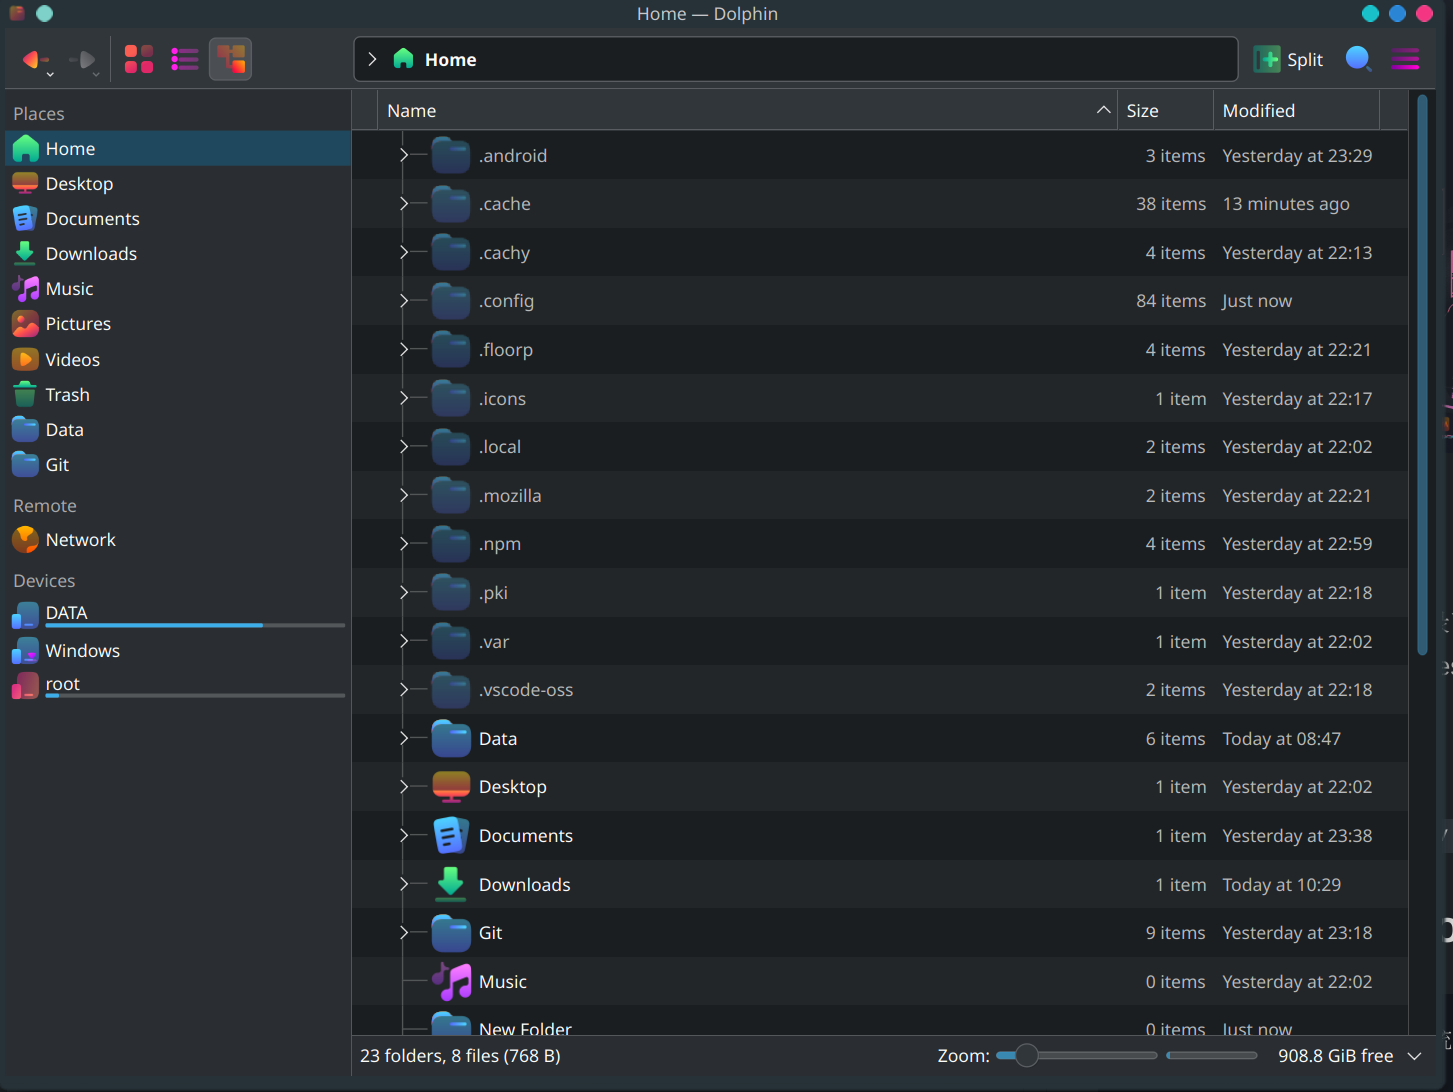 Home — Dolphin
Home
Split
Places
Home
Desktop
Documents
Downloads
Music
Pictures
Videos
Trash
Data
Git
Remote
Network
Devices
DATA
Windows
root
Name Size Modified
.android 3 items Yesterday at 23:29
.cache 38 items 13 minutes ago
.cachy 4 items Yesterday at 22:13
.config 84 items Just now
.floorp 4 items Yesterday at 22:21
.icons 1 item Yesterday at 22:17
.local 2 items Yesterday at 22:02
.mozilla 2 items Yesterday at 22:21
.npm 4 items Yesterday at 22:59
.pki 1 item Yesterday at 22:18
.var 1 item Yesterday at 22:02
.vscode-oss 2 items Yesterday at 22:18
Data 6 items Today at 08:47
Desktop 1 item Yesterday at 22:02
Documents 1 item Yesterday at 23:38
Downloads 1 item Today at 10:29
Git 9 items Yesterday at 23:18
Music 0 items Yesterday at 22:02
New Folder 0 items Just now
23 folders, 8 files (768 B) Zoom: 908.8 GiB free